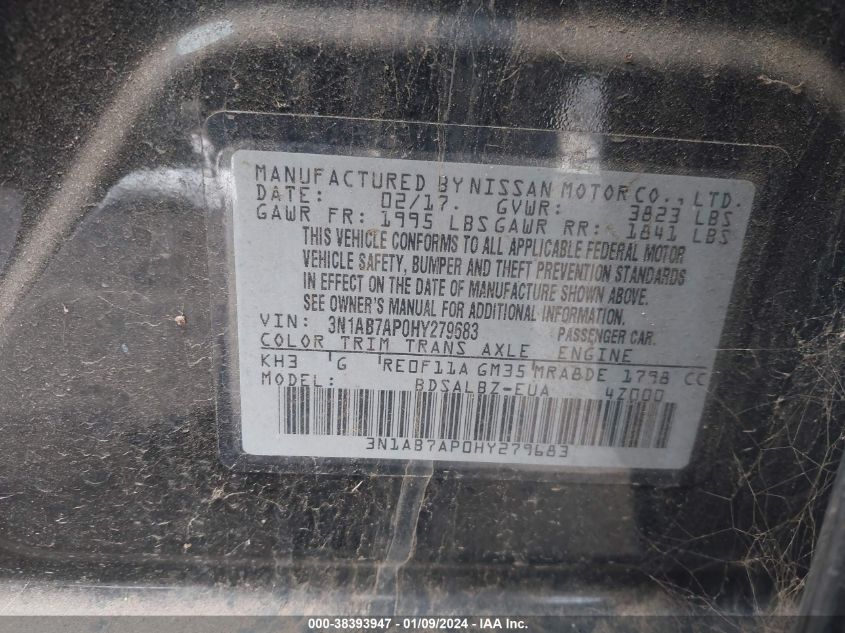 MANUFACTURED BY NISSAN MOTOR CO., LTD.
DATE: 02/17. GVWR: 3823 LBS
GAWR FR: 1995 LBS GAWR RR: 1841 LBS
THIS VEHICLE CONFORMS TO ALL APPLICABLE FEDERAL MOTOR
VEHICLE SAFETY, BUMPER AND THEFT PREVENTION STANDARDS
IN EFFECT ON THE DATE OF MANUFACTURE SHOWN ABOVE.
SEE OWNER'S MANUAL FOR ADDITIONAL INFORMATION.
VIN: 3N1AB7AP0HY279683 PASSENGER CAR.
COLOR TRIM TRANS AXLE ENGINE
KH3 G RE0F11A GM35 MRA8DE 1798 CC
MODEL: BDSALBZ-EUA 4Z000
3N1AB7AP0HY279683
000-38393947 - 01/09/2024 - IAA Inc.